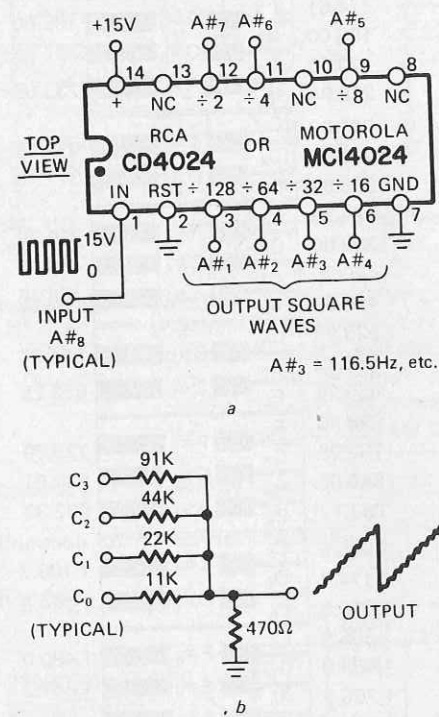 +15V A#₇ A#₆ A#₅
14 13 12 11 10 9 8
+ NC ÷2 ÷4 NC ÷8 NC
TOP
VIEW
RCA OR MOTOROLA
CD4024 MC14024
IN RST ÷128 ÷64 ÷32 ÷16 GND
1 2 3 4 5 6 7
15V
0
A#₁ A#₂ A#₃ A#₄
INPUT
A#₈
(TYPICAL)
OUTPUT SQUARE
WAVES
A#₃ = 116.5Hz, etc.
a
C₃ 91K
C₂ 44K
C₁ 22K
C₀ 11K
(TYPICAL)
470Ω
OUTPUT
b